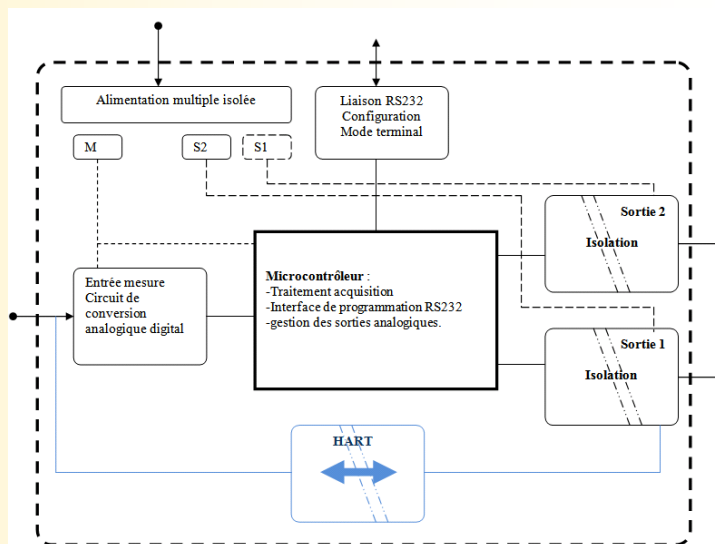 Alimentation multiple isolée
Liaison RS232
Configuration
Mode terminal
M
S2
S1
Sortie 2
Isolation
Entrée mesure
Circuit de
conversion
analogique digital
Microcontrôleur :
-Traitement acquisition
-Interface de programmation RS232
-gestion des sorties analogiques.
Sortie 1
Isolation
HART